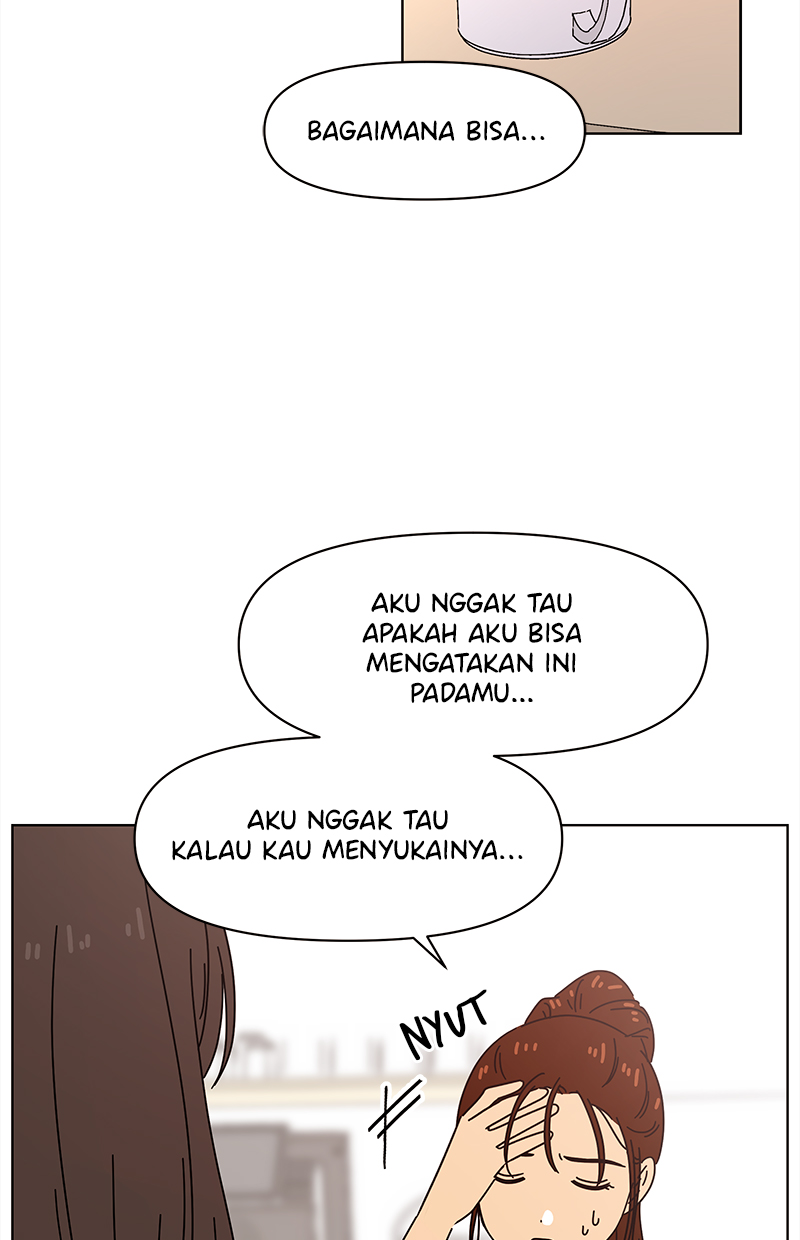 BAGAIMANA BISA...
AKU NGGAK TAU
APAKAH AKU BISA
MENGATAKAN INI
PADAMU...
AKU NGGAK TAU
KALAU KAU MENYUKAINYA...
NYUT